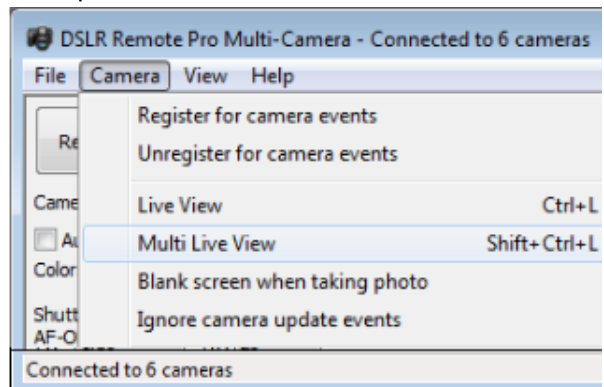 DSLR Remote Pro Multi-Camera - Connected to 6 cameras
File Camera View Help
Register for camera events
Unregister for camera events
Live View Ctrl+L
Multi Live View Shift+Ctrl+L
Blank screen when taking photo
Ignore camera update events
Connected to 6 cameras